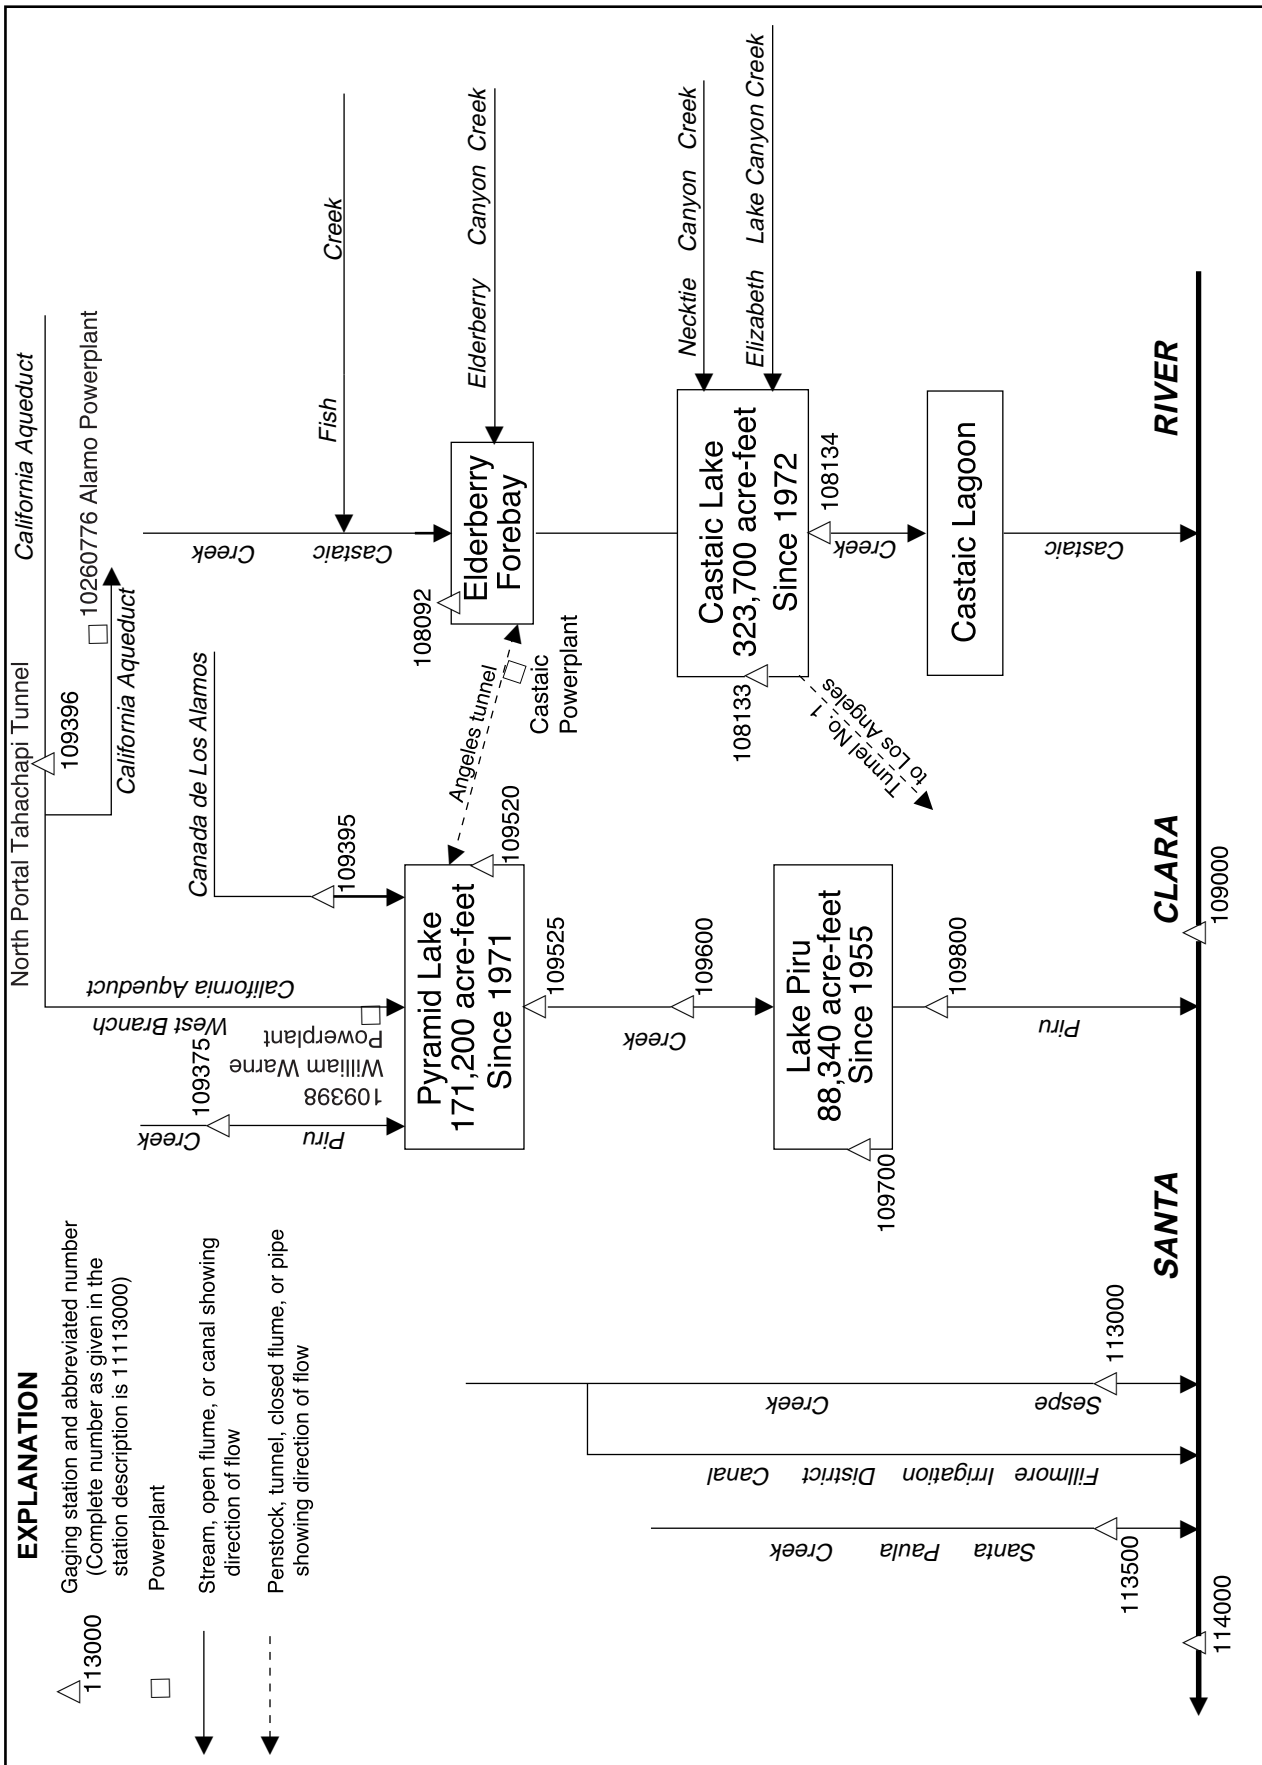 EXPLANATION
113000
Gaging station and abbreviated number
(Complete number as given in the
station description is 11113000)
Powerplant
Stream, open flume, or canal showing
direction of flow
Penstock, tunnel, closed flume, or pipe
showing direction of flow
North Portal Tahachapi Tunnel
California Aqueduct
109396
10260776 Alamo Powerplant
California Aqueduct
West Branch
California Aqueduct
109398
William Warne
Powerplant
Canada de Los Alamos
109395
109375
Piru
Creek
Pyramid Lake
171,200 acre-feet
Since 1971
109520
109525
Angeles tunnel
Castaic
Powerplant
Castaic
Creek
Fish
Creek
108092
Elderberry
Forebay
Elderberry
Canyon Creek
Necktie
Canyon
Creek
Elizabeth
Lake Canyon Creek
Castaic Lake
323,700 acre-feet
Since 1972
108133
108134
Tunnel No. 1
to Los Angeles
Creek
Castaic Lagoon
Castaic
109600
Creek
Lake Piru
88,340 acre-feet
Since 1955
109700
109800
Piru
Sespe
Creek
113000
Fillmore Irrigation District Canal
Santa Paula Creek
113500
SANTA
CLARA
RIVER
109000
114000